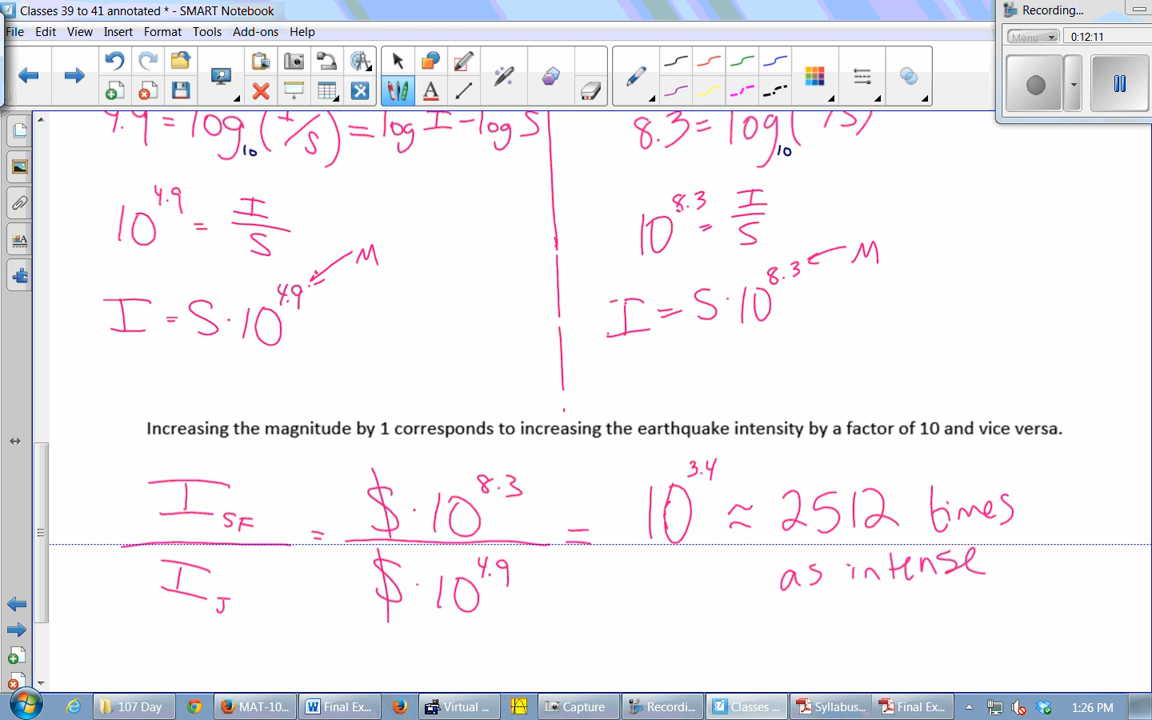 Classes 39 to 41 annotated * - SMART Notebook
Recording...
File Edit View Insert Format Tools Add-ons Help
Menu
0:12:11
4.9 = log₁₀(I/S) = log I - log S
8.3 = log₁₀(I/S)
10^4.9 = I/S
10^8.3 = I/S
M
M
I = S · 10^4.9
I = S · 10^8.3
Increasing the magnitude by 1 corresponds to increasing the earthquake intensity by a factor of 10 and vice versa.
I_SF / I_J = S · 10^8.3 / S · 10^4.9 = 10^3.4 ≈ 2512 times
as intense
107 Day
MAT-10...
Final Ex...
Virtual ...
Capture
Recordi...
Classes ...
Syllabus...
Final Ex...
1:26 PM